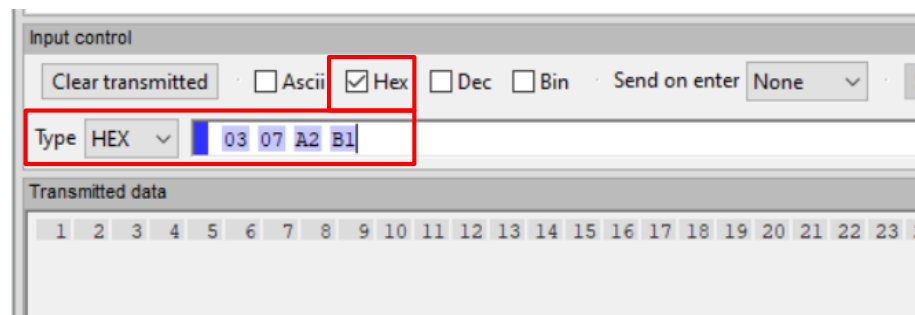 Input control
Clear transmitted Ascii Hex Dec Bin Send on enter None
Type HEX 03 07 A2 B1
Transmitted data
1 2 3 4 5 6 7 8 9 10 11 12 13 14 15 16 17 18 19 20 21 22 23